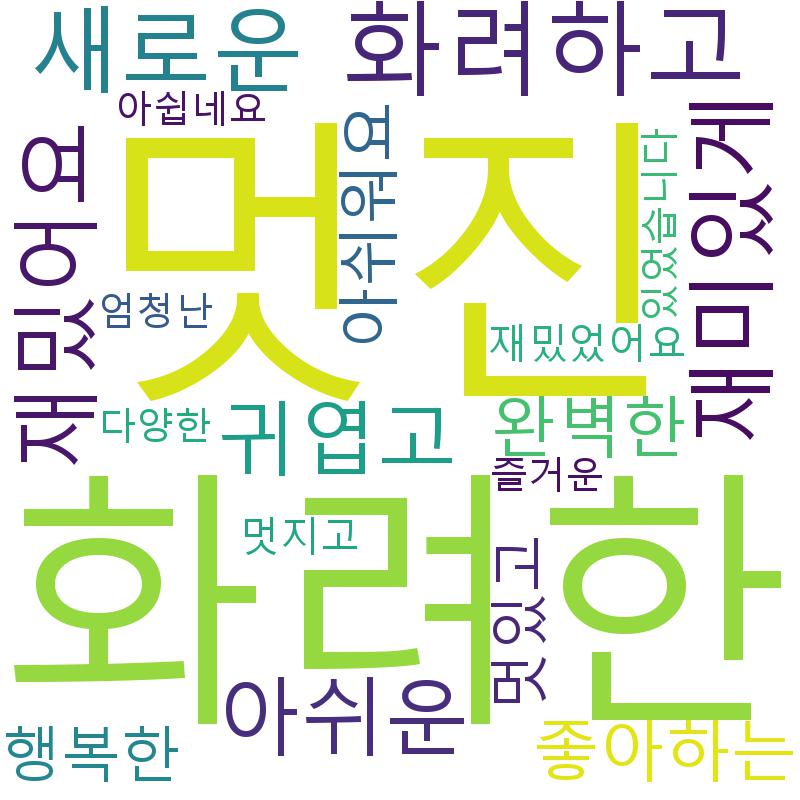 새로운
화려하고
아쉽네요
재밌어요
멋진
아쉬워요
있었습니다
재미있게
엄청난
재밌었어요
다양한
귀엽고
완벽한
즐거운
화려한
멋지고
멋있고
아쉬운
행복한
좋아하는